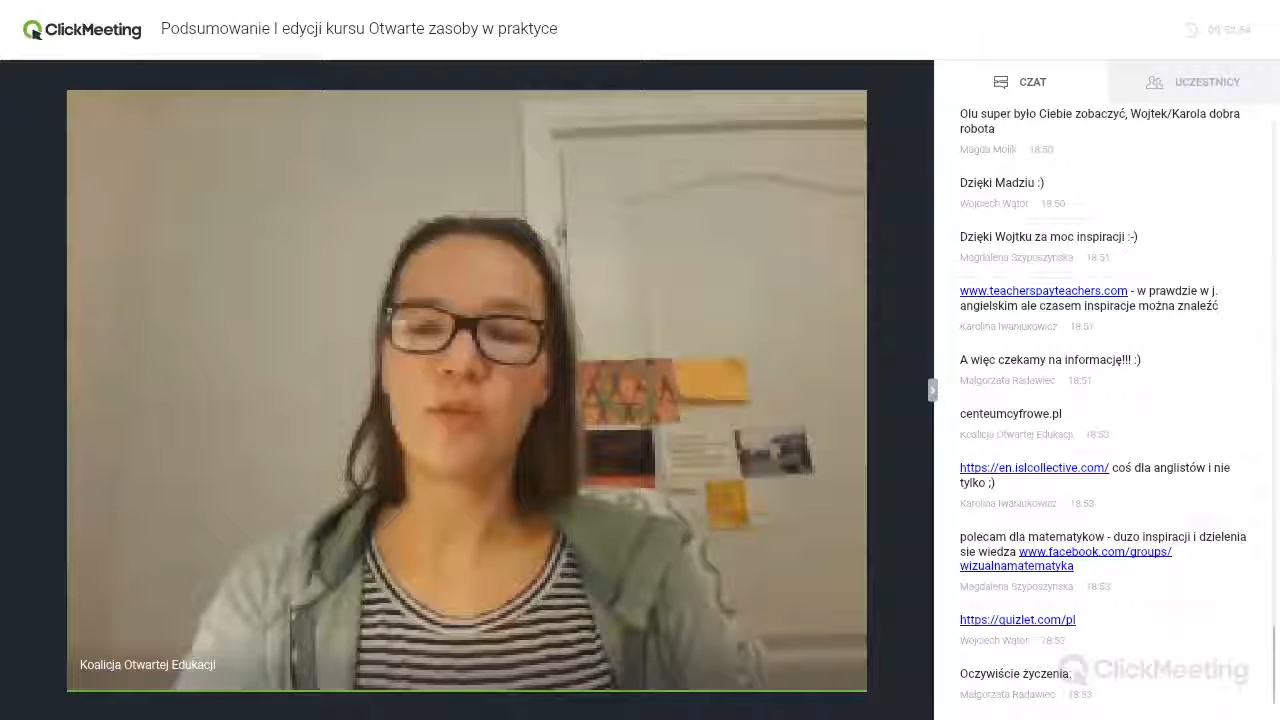 ClickMeeting
Podsumowanie I edycji kursu Otwarte zasoby w praktyce
CZAT
UCZESTNICY
Olu super było Ciebie zobaczyć, Wojtek/Karola dobra
robota
Magda Molik 18:50
Dzięki Madziu :)
Wojciech Wątor 18:50
Dzięki Wojtku za moc inspiracji :-)
Magdalena Szyposzynska 18:51
www.teacherspayteachers.com - w prawdzie w j.
angielskim ale czasem inspiracje można znaleźć
Karolina Iwaniukowicz 18:51
A więc czekamy na informację!!! :)
Małgorzata Radawiec 18:51
centeumcyfrowe.pl
Koalicja Otwartej Edukacji 18:53
https://en.islcollective.com/ coś dla anglistów i nie
tylko ;)
Karolina Iwaniukowicz 18:53
polecam dla matematykow - duzo inspiracji i dzielenia
sie wiedza www.facebook.com/groups/
wizualnamatematyka
Magdalena Szyposzynska 18:53
https://quizlet.com/pl
Wojciech Wątor 18:53
Oczywiście życzenia:
Małgorzata Radawiec 18:53
ClickMeeting
Koalicja Otwartej Edukacji